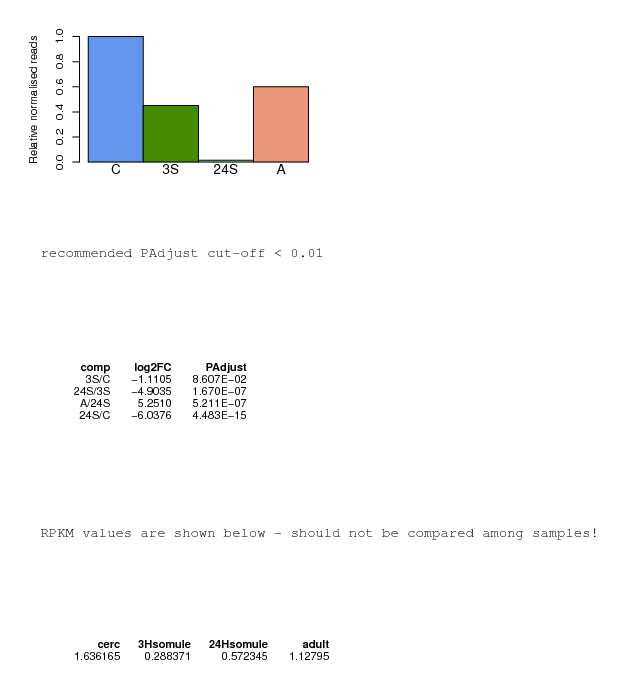 Relative normalised reads
1.0
0.8
0.6
0.4
0.2
0.0
C 3S 24S A
recommended PAdjust cut-off < 0.01
comp log2FC PAdjust
3S/C −1.1105 8.607E−02
24S/3S −4.9035 1.670E−07
A/24S 5.2510 5.211E−07
24S/C −6.0376 4.483E−15
RPKM values are shown below - should not be compared among samples!
cerc 3Hsomule 24Hsomule adult
1.636165 0.288371 0.572345 1.12795